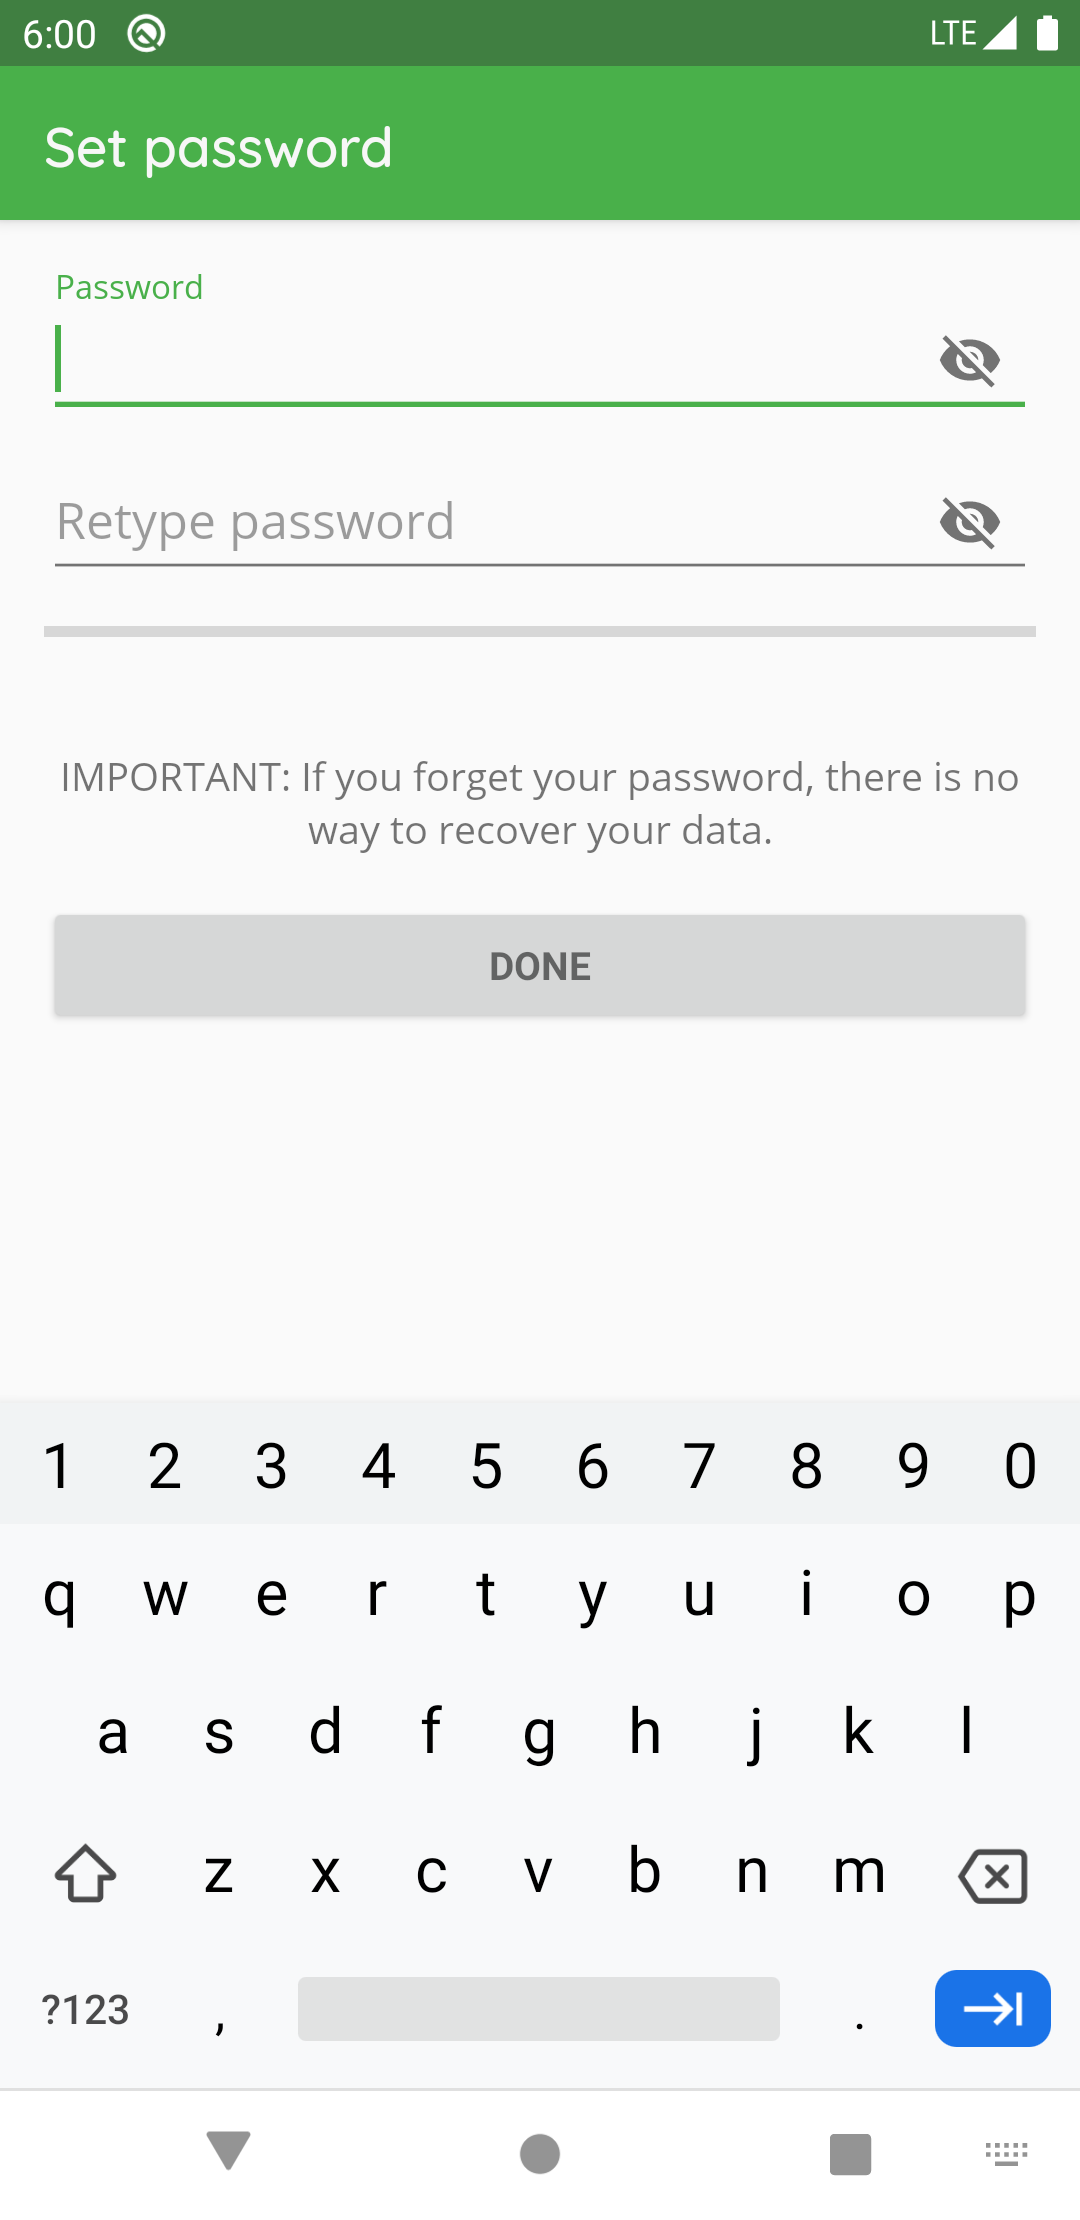 6:00 LTE
Set password
Password
Retype password
IMPORTANT: If you forget your password, there is no
way to recover your data.
DONE
1 2 3 4 5 6 7 8 9 0
q w e r t y u i o p
a s d f g h j k l
z x c v b n m
?123 , .